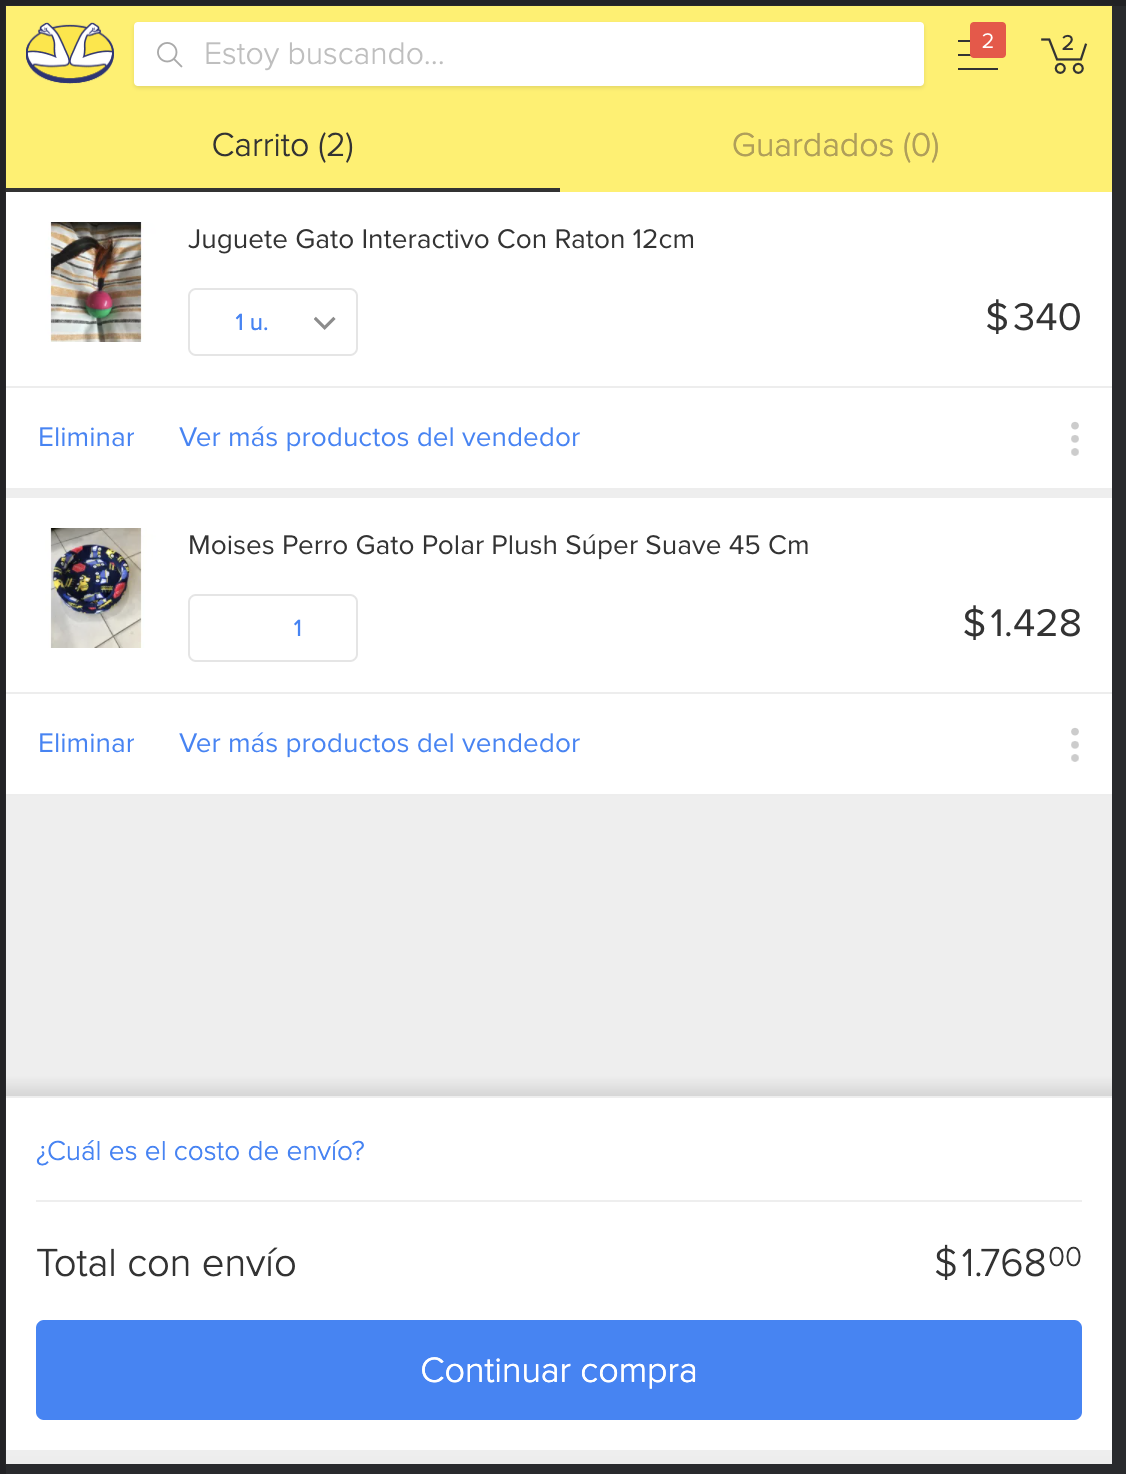 Estoy buscando...
2
2
Carrito (2)
Guardados (0)
Juguete Gato Interactivo Con Raton 12cm
1 u.
$ 340
Eliminar
Ver más productos del vendedor
Moises Perro Gato Polar Plush Súper Suave 45 Cm
1
$ 1.428
Eliminar
Ver más productos del vendedor
¿Cuál es el costo de envío?
Total con envío
$ 1.768⁰⁰
Continuar compra